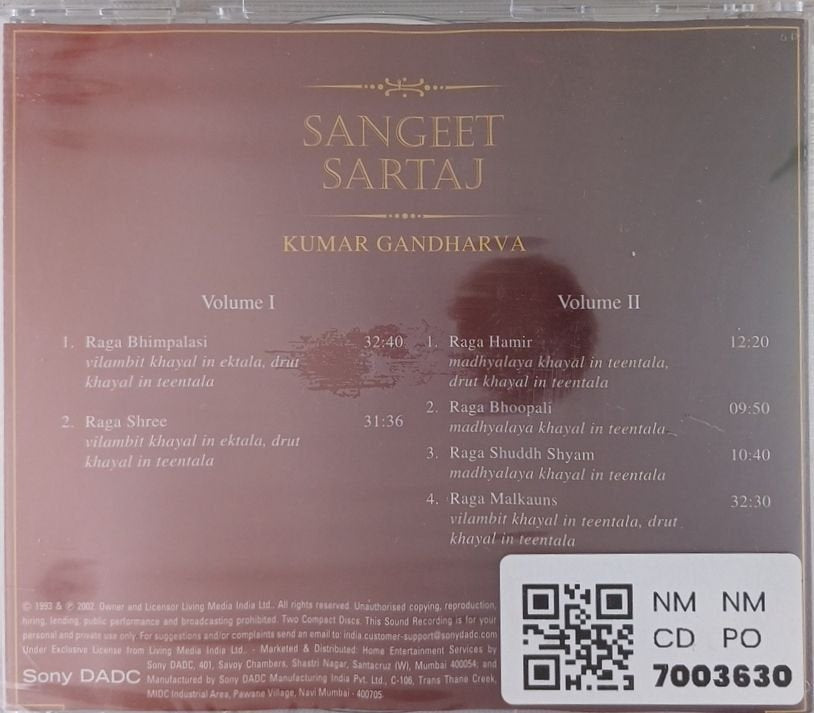 SANGEET
SARTAJ
KUMAR GANDHARVA
Volume I
1. Raga Bhimpalasi 32:40
vilambit khayal in ektala, drut
khayal in teentala
2. Raga Shree 31:36
vilambit khayal in ektala, drut
khayal in teentala
Volume II
1. Raga Hamir 12:20
madhyalaya khayal in teentala,
drut khayal in teentala
2. Raga Bhoopali 09:50
madhyalaya khayal in teentala
3. Raga Shuddh Shyam 10:40
madhyalaya khayal in teentala
4. Raga Malkauns 32:30
vilambit khayal in teentala, drut
khayal in teentala
© 1993 & ℗ 2002 Owner and Licensor Living Media India Ltd.. All rights reserved. Unauthorised copying, reproduction,
hiring, lending, public performance and broadcasting prohibited. Two Compact Discs. This Sound Recording is for your
personal and private use only. For suggestions and/or complaints send an email to: india.customer-support@sonydadc.com
Under Exclusive License from Living Media India Ltd.. - Marketed & Distributed: Home Entertainment Services by
Sony DADC, 401, Savoy Chambers, Shastri Nagar, Santacruz (W), Mumbai 400054; and
Manufactured by Sony DADC Manufacturing India Pvt. Ltd., C-106, Trans Thane Creek,
MIDC Industrial Area, Pawane Village, Navi Mumbai - 400705.
Sony DADC
NM NM
CD PO
7003630